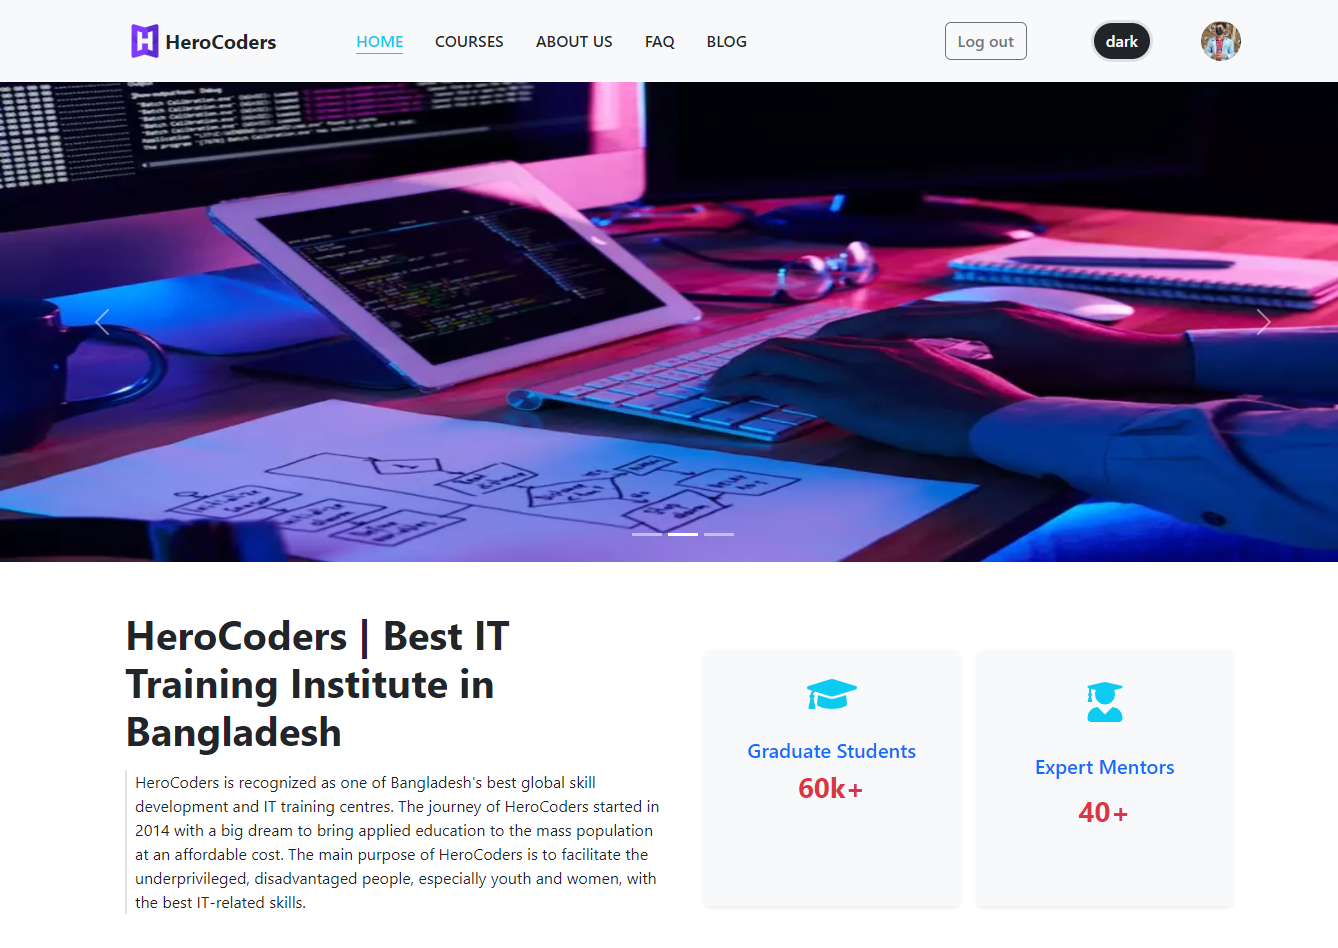 HeroCoders
HOME COURSES ABOUT US FAQ BLOG
Log out
dark
HeroCoders | Best IT
Training Institute in
Bangladesh
HeroCoders is recognized as one of Bangladesh's best global skill
development and IT training centres. The journey of HeroCoders started in
2014 with a big dream to bring applied education to the mass population
at an affordable cost. The main purpose of HeroCoders is to facilitate the
underprivileged, disadvantaged people, especially youth and women, with
the best IT-related skills.
Graduate Students
60k+
Expert Mentors
40+